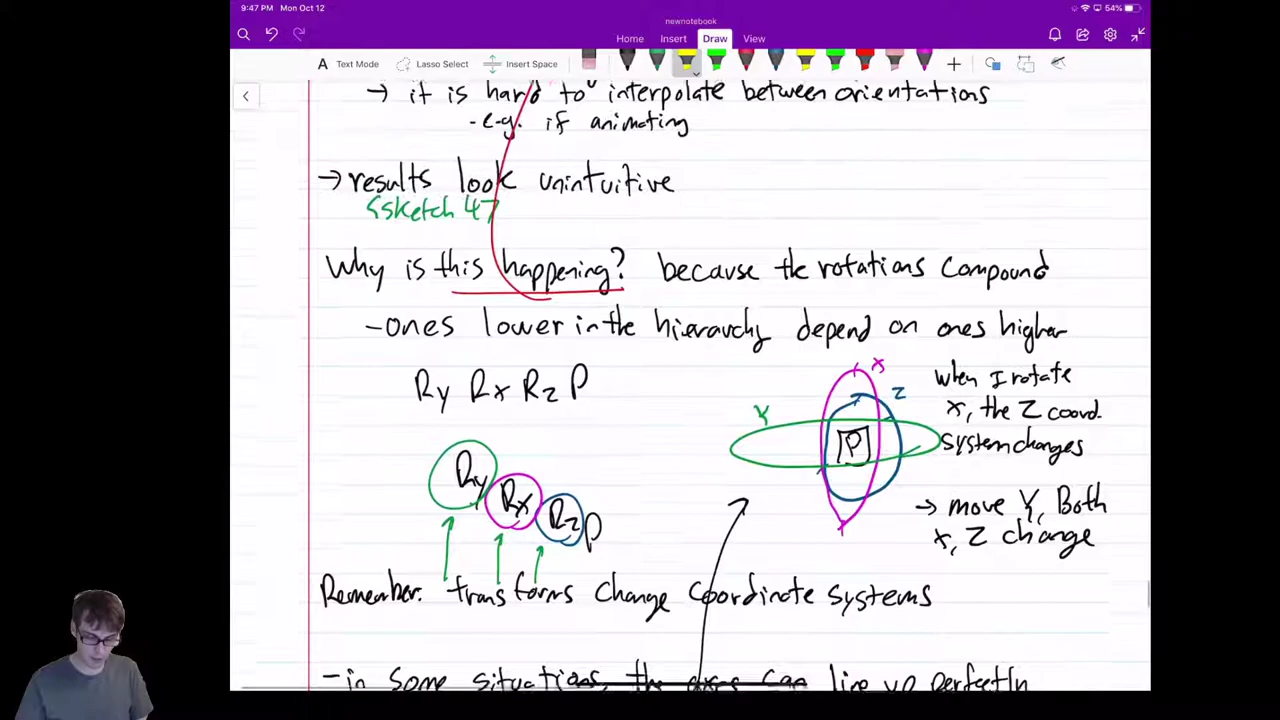 9:47 PM Mon Oct 12
54%
newnotebook
Home Insert Draw View
Text Mode Lasso Select Insert Space
→ it is hard to interpolate between orientations
- e.g. if animating
→ results look unintuitive
sketch 47
Why is this happening? because the rotations compound
- ones lower in the hierarchy depend on ones higher
Ry Rx Rz P
X
Z
Y
P
when I rotate
X, the Z coord.
system changes
Ry Rx Rz P
→ move Y, Both
X, Z change
Remember: transforms change coordinate systems
- in some situations, the axes can line up perfectly